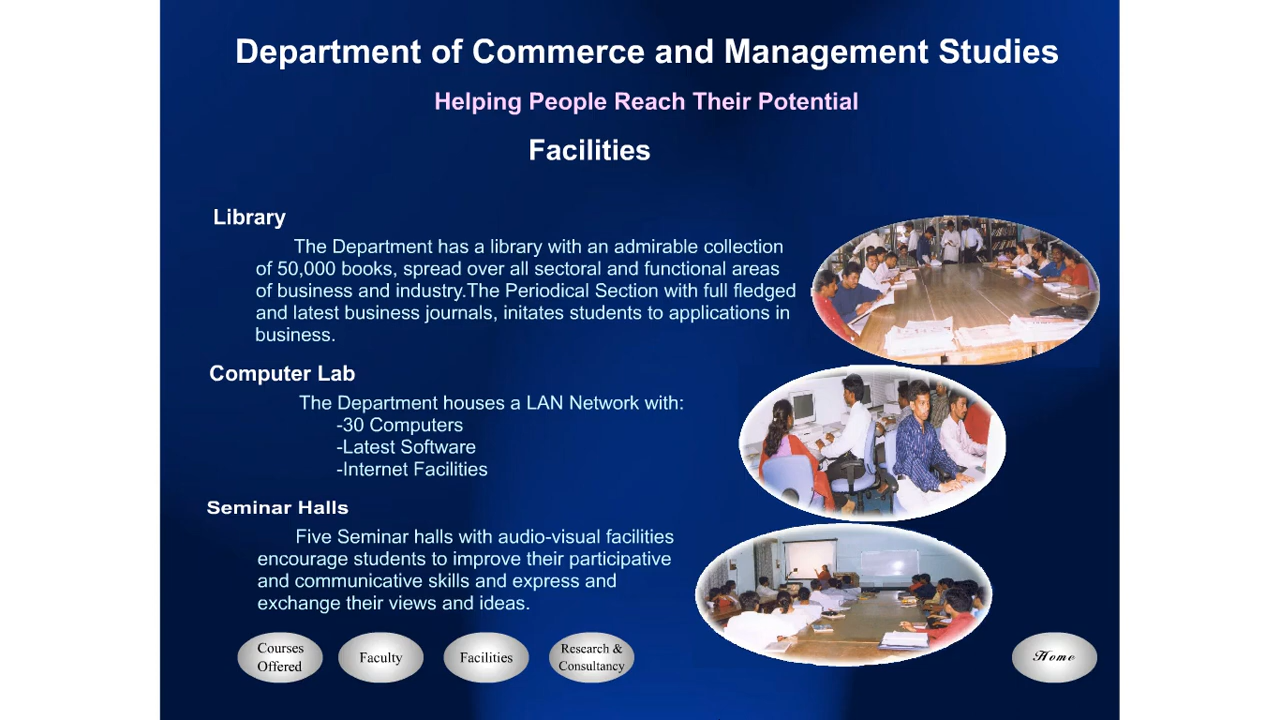 Department of Commerce and Management Studies
Helping People Reach Their Potential
Facilities
Library
The Department has a library with an admirable collection
of 50,000 books, spread over all sectoral and functional areas
of business and industry.The Periodical Section with full fledged
and latest business journals, initates students to applications in
business.
Computer Lab
The Department houses a LAN Network with:
-30 Computers
-Latest Software
-Internet Facilities
Seminar Halls
Five Seminar halls with audio-visual facilities
encourage students to improve their participative
and communicative skills and express and
exchange their views and ideas.
Courses
Offered
Faculty
Facilities
Research &
Consultancy
Home